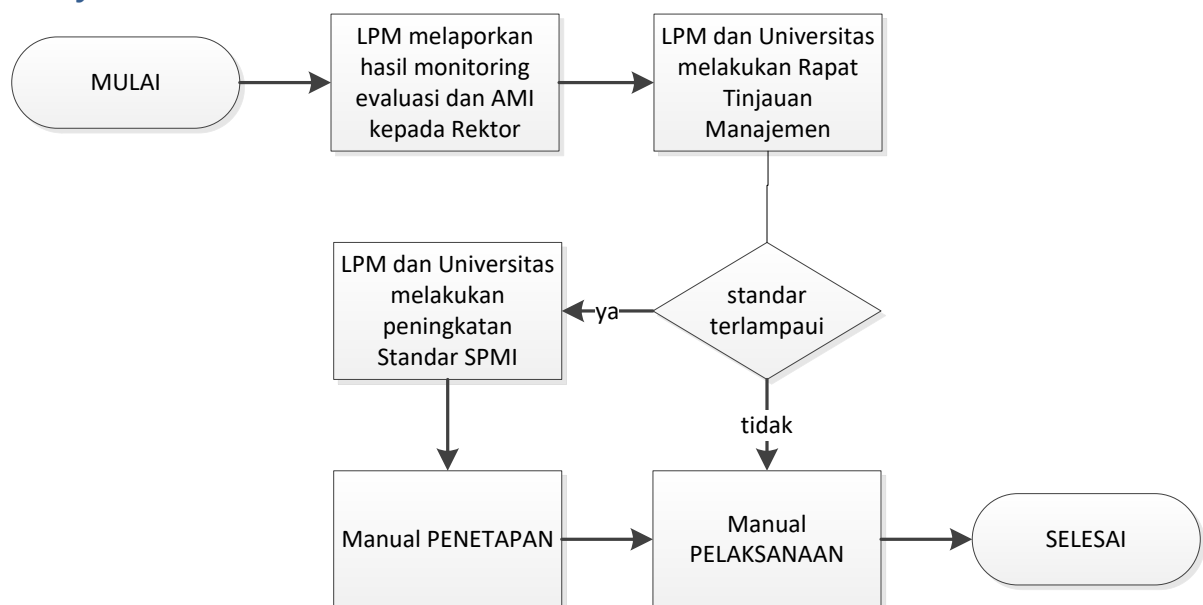 MULAI
LPM melaporkan
hasil monitoring
evaluasi dan AMI
kepada Rektor
LPM dan Universitas
melakukan Rapat
Tinjauan
Manajemen
LPM dan Universitas
melakukan
peningkatan
Standar SPMI
ya
standar
terlampaui
tidak
Manual PENETAPAN
Manual
PELAKSANAAN
SELESAI